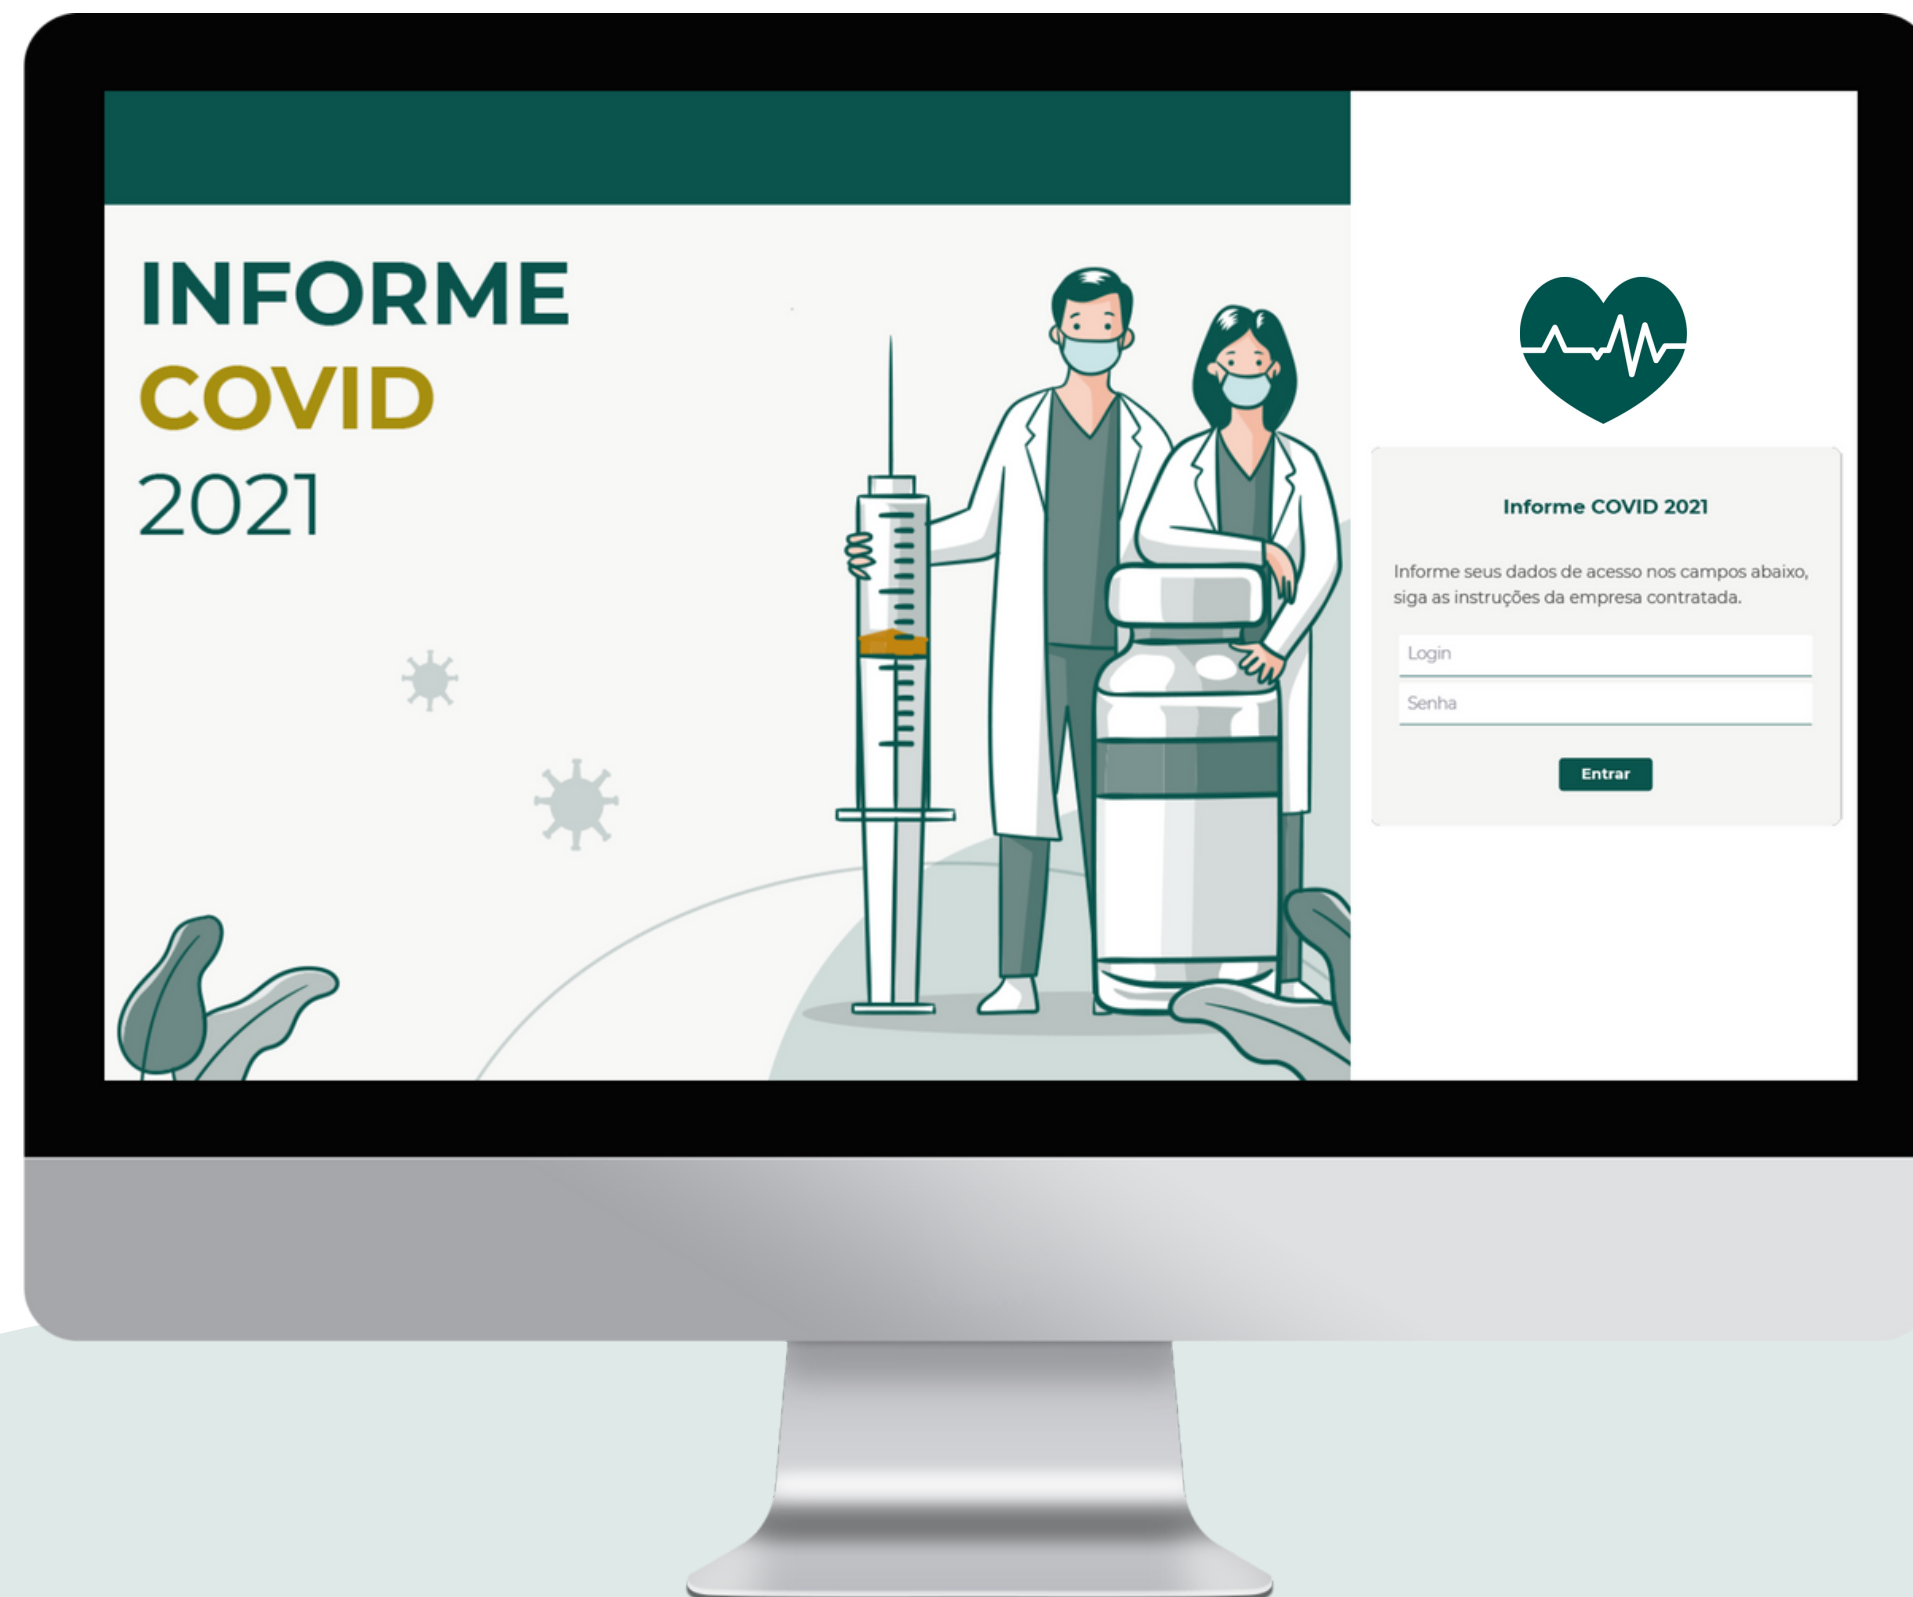 INFORME
COVID
2021
Informe COVID 2021
Informe seus dados de acesso nos campos abaixo,
siga as instruções da empresa contratada.
Login
Senha
Entrar